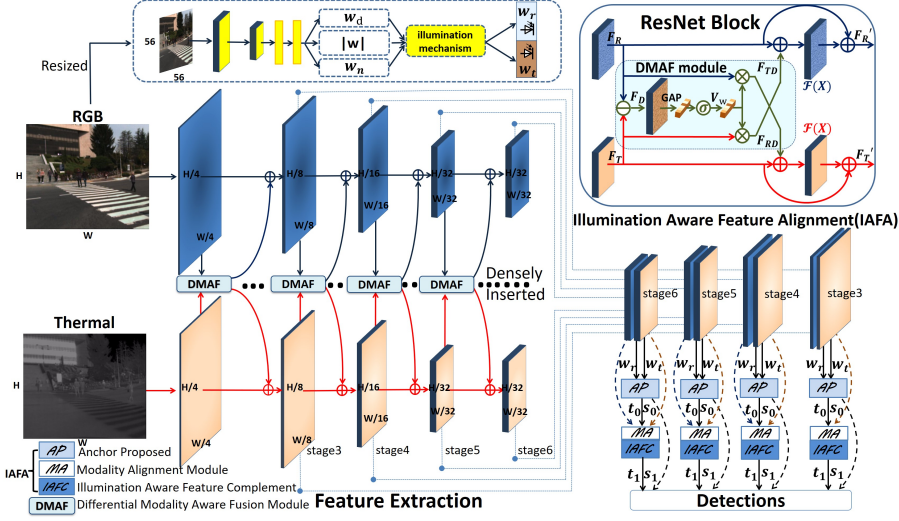 56
56
w_d
|w|
w_n
illumination
mechanism
w_r
w_t
Resized
RGB
H
W
H/4
W/4
H/8
W/8
H/16
W/16
H/32
W/32
H/32
W/32
DMAF
DMAF
DMAF
DMAF
Densely
Inserted
Thermal
H
W
H/4
W/4
H/8
W/8
H/16
W/16
H/32
W/32
H/32
W/32
stage3
stage4
stage5
stage6
Feature Extraction
IAFA
AP Anchor Proposed
MA Modality Alignment Module
IAFC Illumination Aware Feature Complement
DMAF Differential Modality Aware Fusion Module
ResNet Block
F_R
F_R'
DMAF module
F_TD
F(X)
F_D
GAP
σ
V_w
F_RD
F_T
F(X)
F_T'
Illumination Aware Feature Alignment(IAFA)
stage6
stage5
stage4
stage3
w_r w_t
w_r w_t
w_r w_t
w_r w_t
AP
AP
AP
AP
t_0 s_0
t_0 s_0
t_0 s_0
t_0 s_0
MA
MA
MA
MA
IAFC
IAFC
IAFC
IAFC
t_1 s_1
t_1 s_1
t_1 s_1
t_1 s_1
Detections